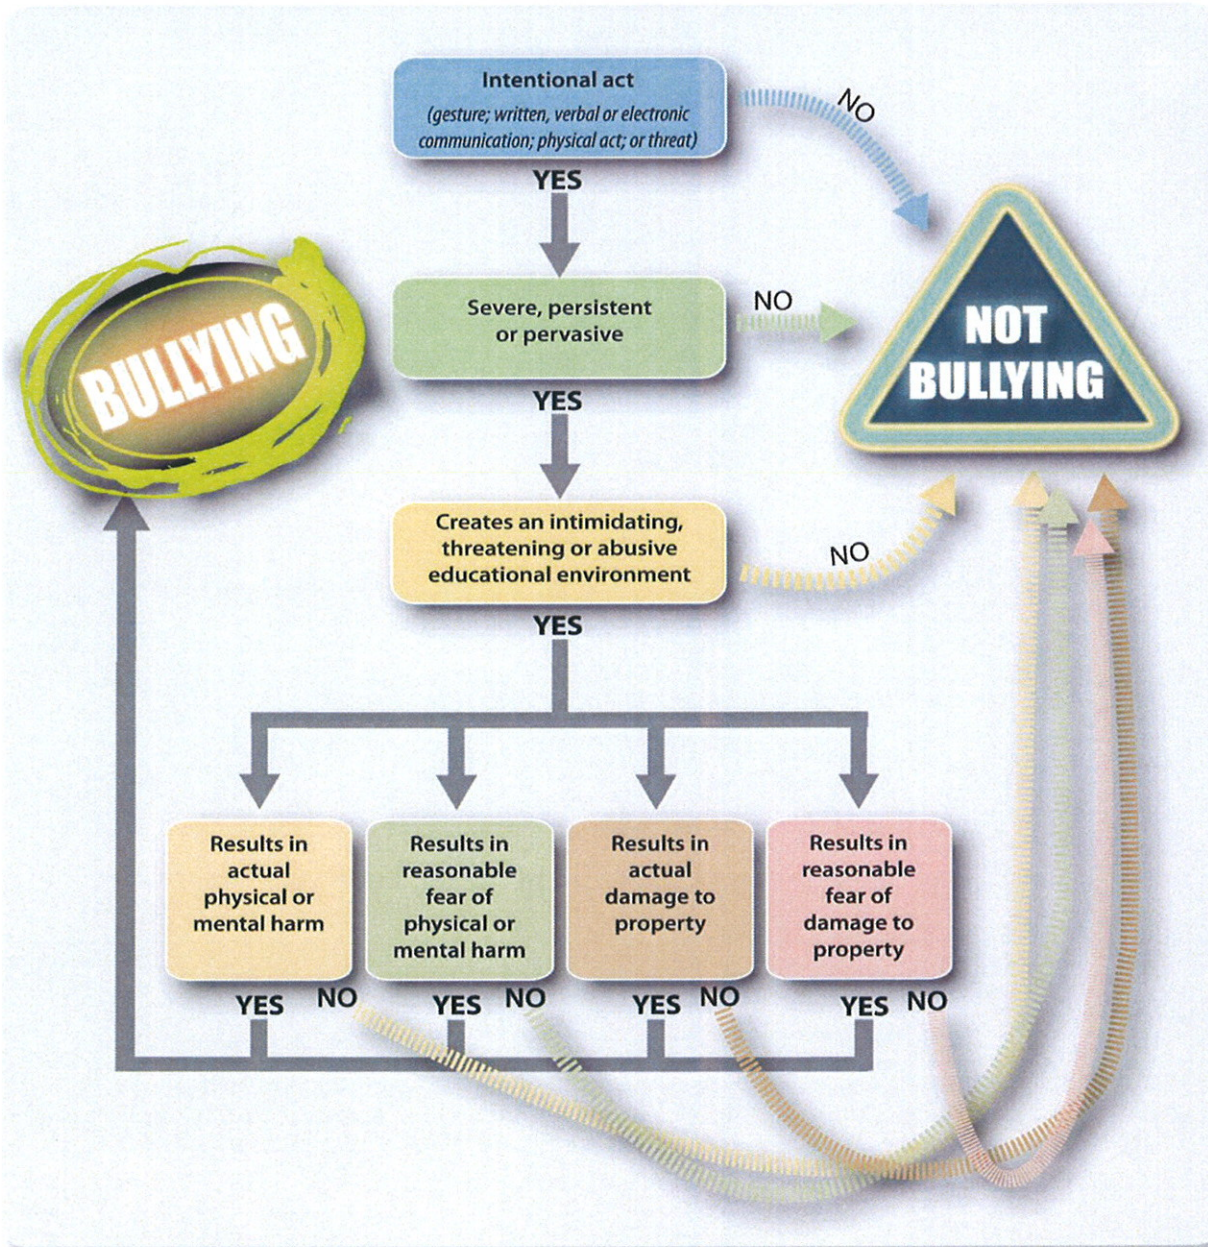 Intentional act
(gesture; written, verbal or electronic
communication; physical act; or threat)
NO
YES
Severe, persistent
or pervasive
NO
YES
BULLYING
NOT
BULLYING
Creates an intimidating,
threatening or abusive
educational environment
NO
YES
Results in
actual
physical or
mental harm
YES
NO
Results in
reasonable
fear of
physical or
mental harm
YES
NO
Results in
actual
damage to
property
YES
NO
Results in
reasonable
fear of
damage to
property
YES
NO